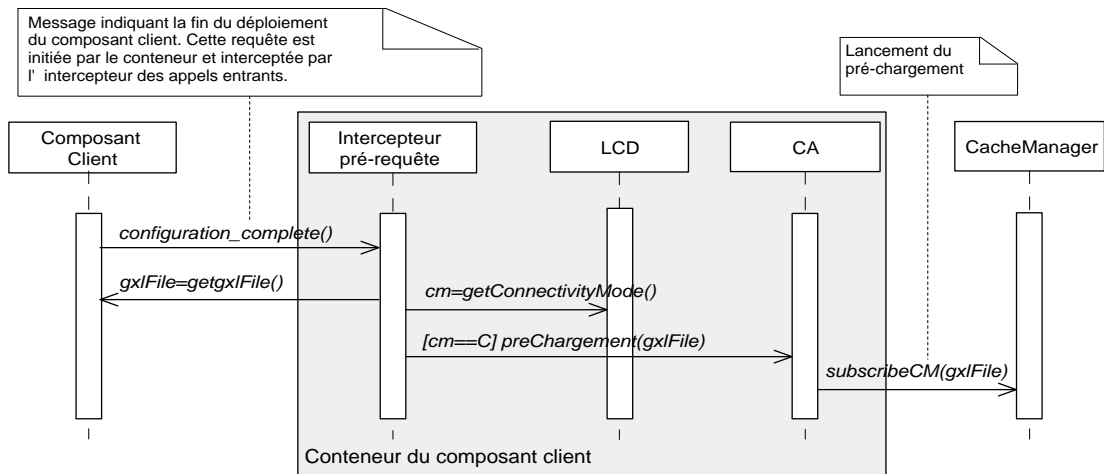 Message indiquant la fin du déploiement
du composant client. Cette requête est
initiée par le conteneur et interceptée par
l' intercepteur des appels entrants.
Lancement du
pré-chargement
Composant
Client
Intercepteur
pré-requête
LCD
CA
CacheManager
configuration_complete()
gxlFile=getgxlFile()
cm=getConnectivityMode()
[cm==C] preChargement(gxlFile)
subscribeCM(gxlFile)
Conteneur du composant client